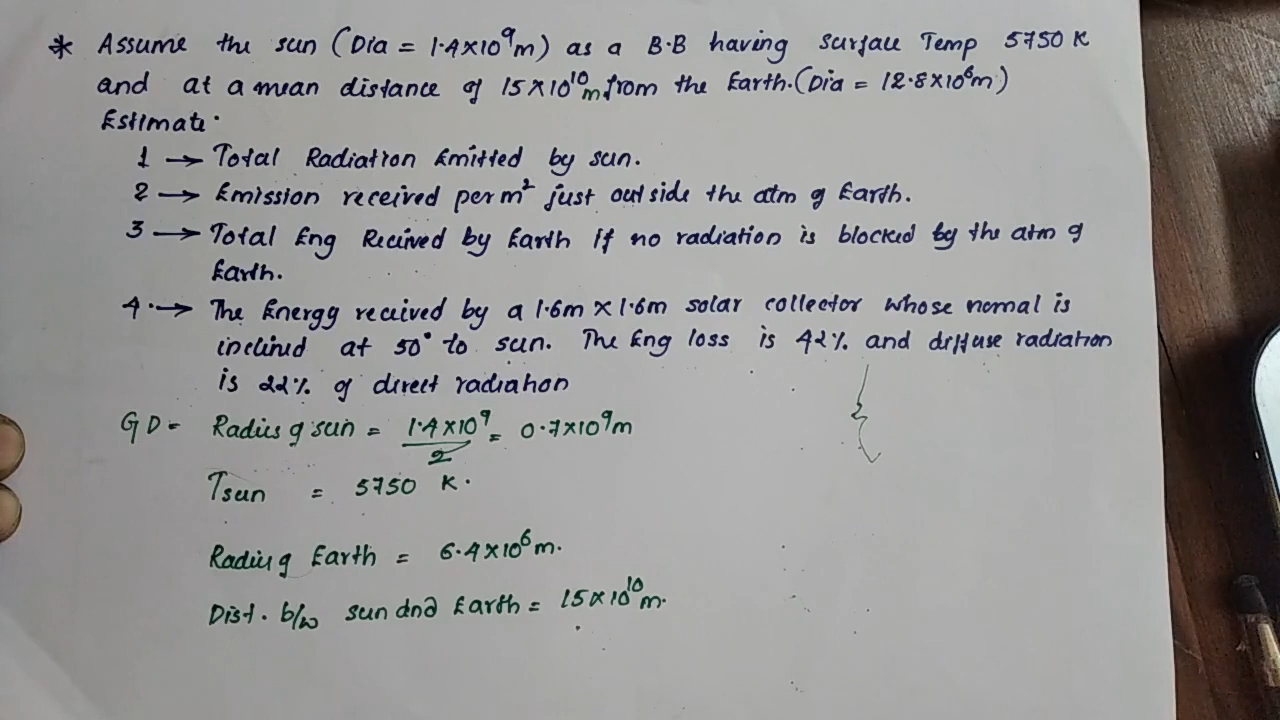 * Assume the sun (Dia = 1.4×10⁹m) as a B.B having surface Temp 5750 K
and at a mean distance of 15×10¹⁰m from the Earth.(Dia = 12.8×10⁶m)
Estimate.
1 → Total Radiation Emitted by sun.
2 → Emission received per m² just outside the atm of Earth.
3 → Total Eng Recived by Earth if no radiation is blocked by the atm of
Earth.
4.→ The Energy received by a 1.6m × 1.6m solar collector whose normal is
inclined at 50° to sun. The Eng loss is 42% and diffuse radiation
is 22% of direct radiation
GD = Radius of sun = 1.4×10⁹/2 = 0.7×10⁹m
Tsun = 5750 K.
Radius of Earth = 6.4×10⁶m.
Dist. b/w sun and Earth = 15×10¹⁰m.